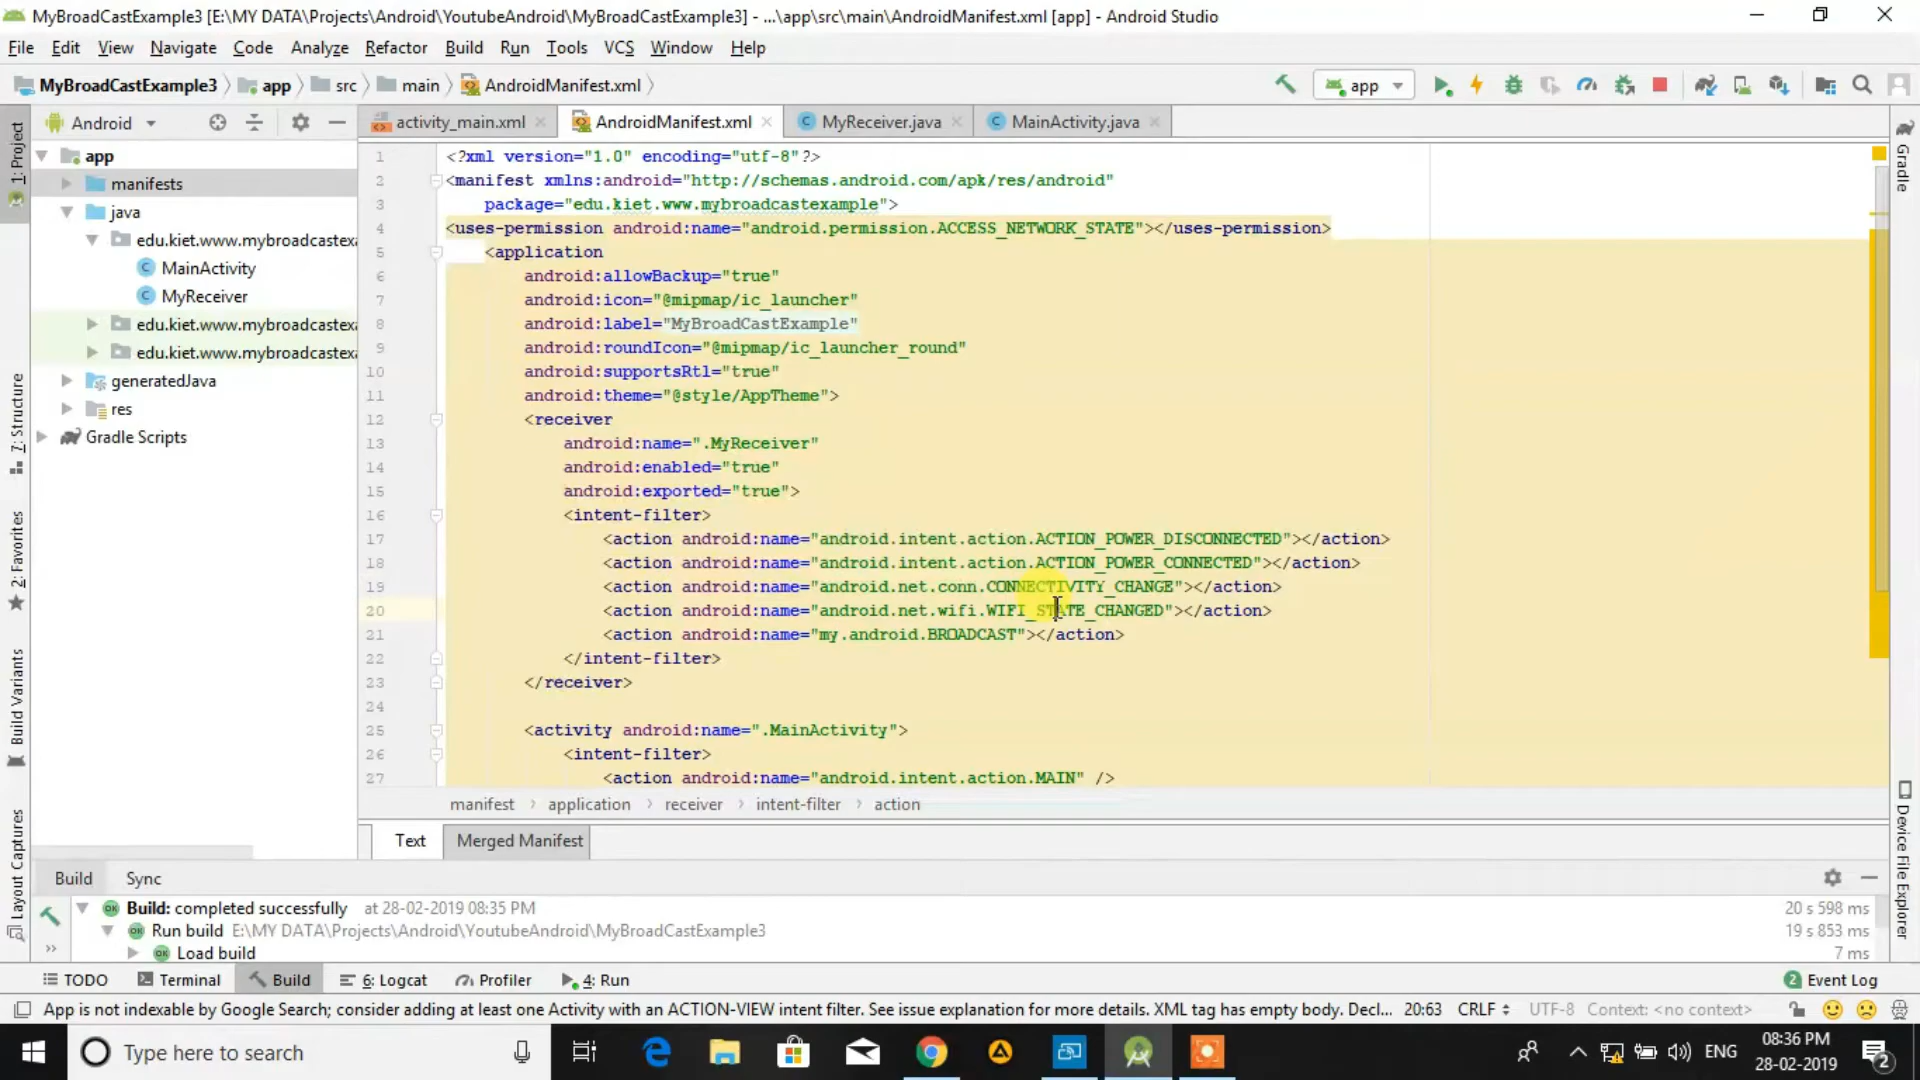 MyBroadCastExample3 [E:\MY DATA\Projects\Android\YoutubeAndroid\MyBroadCastExample3] - ...\app\src\main\AndroidManifest.xml [app] - Android Studio
File Edit View Navigate Code Analyze Refactor Build Run Tools VCS Window Help
MyBroadCastExample3 app src main AndroidManifest.xml app
Android activity_main.xml AndroidManifest.xml MyReceiver.java MainActivity.java
1: Project
7: Structure
2: Favorites
Build Variants
Layout Captures
app
manifests
java
edu.kiet.www.mybroadcastexa
MainActivity
MyReceiver
edu.kiet.www.mybroadcastexa
edu.kiet.www.mybroadcastexa
generatedJava
res
Gradle Scripts
1 <?xml version="1.0" encoding="utf-8"?>
2 <manifest xmlns:android="http://schemas.android.com/apk/res/android"
3 package="edu.kiet.www.mybroadcastexample">
4 <uses-permission android:name="android.permission.ACCESS_NETWORK_STATE"></uses-permission>
5 <application
6 android:allowBackup="true"
7 android:icon="@mipmap/ic_launcher"
8 android:label="MyBroadCastExample"
9 android:roundIcon="@mipmap/ic_launcher_round"
10 android:supportsRtl="true"
11 android:theme="@style/AppTheme">
12 <receiver
13 android:name=".MyReceiver"
14 android:enabled="true"
15 android:exported="true">
16 <intent-filter>
17 <action android:name="android.intent.action.ACTION_POWER_DISCONNECTED"></action>
18 <action android:name="android.intent.action.ACTION_POWER_CONNECTED"></action>
19 <action android:name="android.net.conn.CONNECTIVITY_CHANGE"></action>
20 <action android:name="android.net.wifi.WIFI_STATE_CHANGED"></action>
21 <action android:name="my.android.BROADCAST"></action>
22 </intent-filter>
23 </receiver>
24
25 <activity android:name=".MainActivity">
26 <intent-filter>
27 <action android:name="android.intent.action.MAIN" />
Gradle
Device File Explorer
manifest › application › receiver › intent-filter › action
Text Merged Manifest
Build Sync
Build: completed successfully at 28-02-2019 08:35 PM 20 s 598 ms
Run build E:\MY DATA\Projects\Android\YoutubeAndroid\MyBroadCastExample3 19 s 853 ms
Load build 7 ms
TODO Terminal Build 6: Logcat Profiler 4: Run 2 Event Log
App is not indexable by Google Search; consider adding at least one Activity with an ACTION-VIEW intent filter. See issue explanation for more details. XML tag has empty body. Decl... 20:63 CRLF UTF-8 Context: <no context>
Type here to search
ENG
08:36 PM
28-02-2019
2